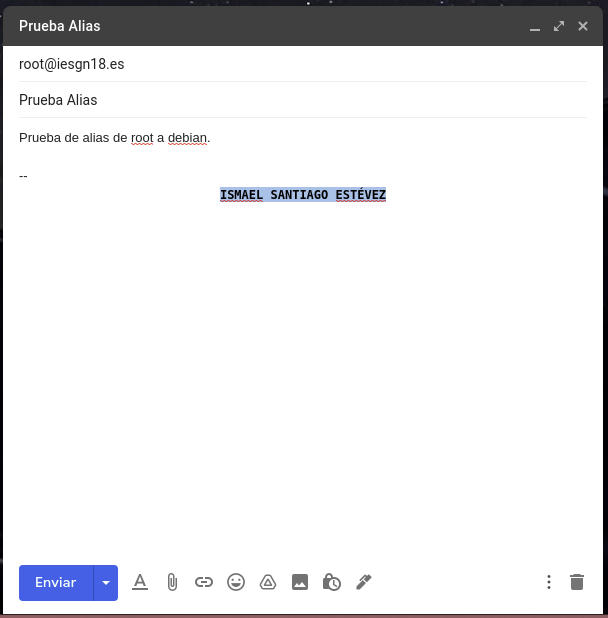 Prueba Alias
root@iesgn18.es
Prueba Alias
Prueba de alias de root a debian.
--
ISMAEL SANTIAGO ESTÉVEZ
Enviar